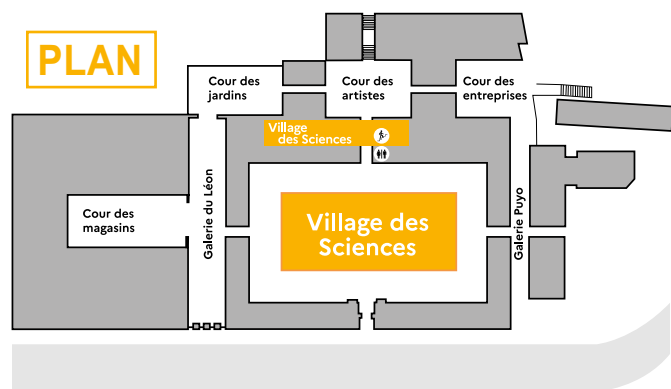 PLAN
Cour des
jardins
Cour des
artistes
Cour des
entreprises
Village
des Sciences
Cour des
magasins
Galerie du Léon
Village des
Sciences
Galerie Puyo